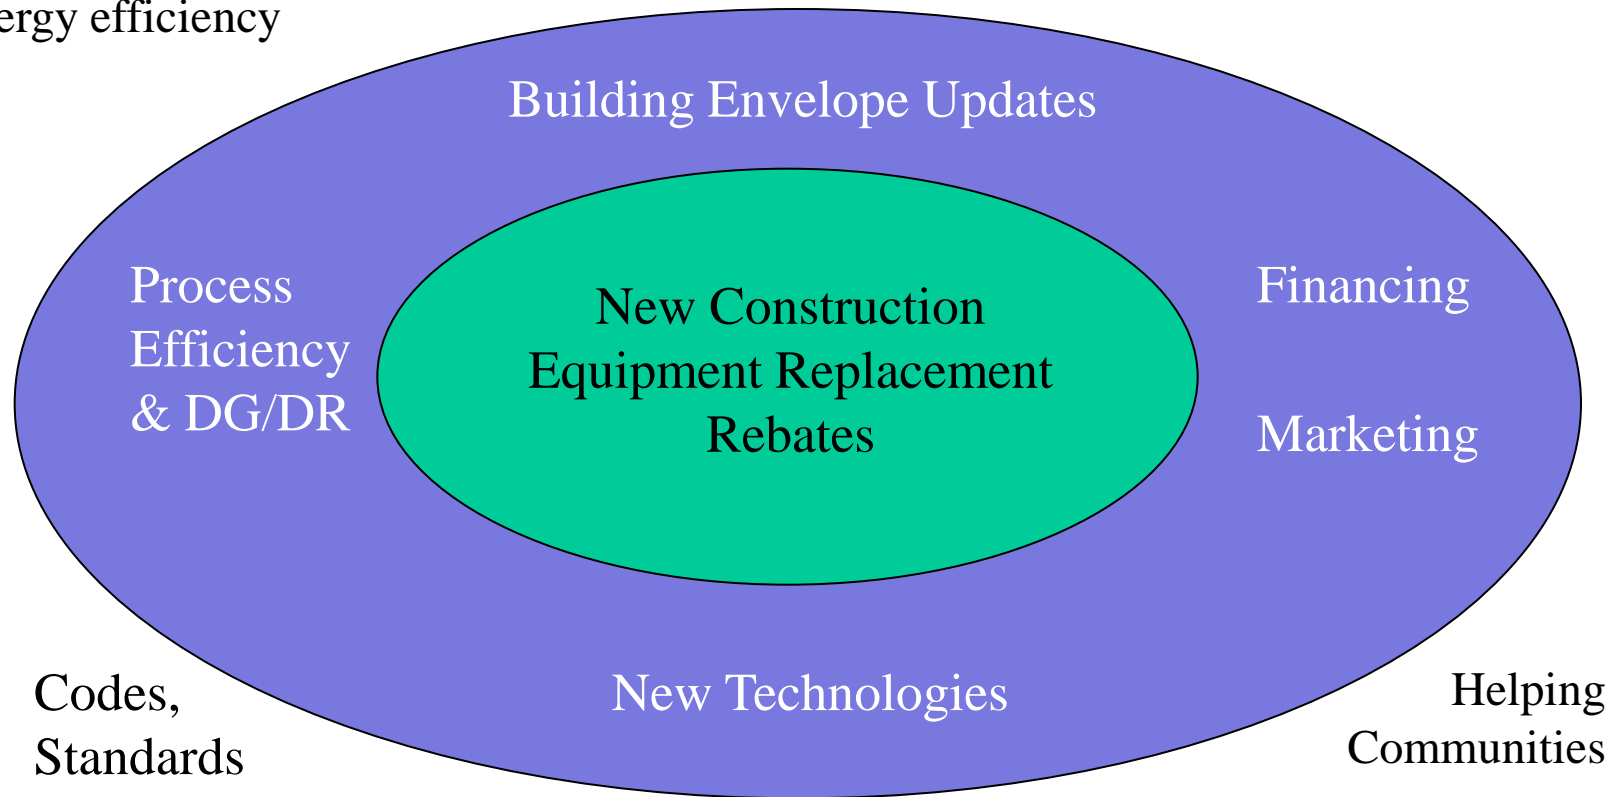 efficiency
Building Envelope Updates
Process
Efficiency
& DG/DR
New Construction
Equipment Replacement
Rebates
Financing
Marketing
New Technologies
Codes,
Standards
Helping
Communities